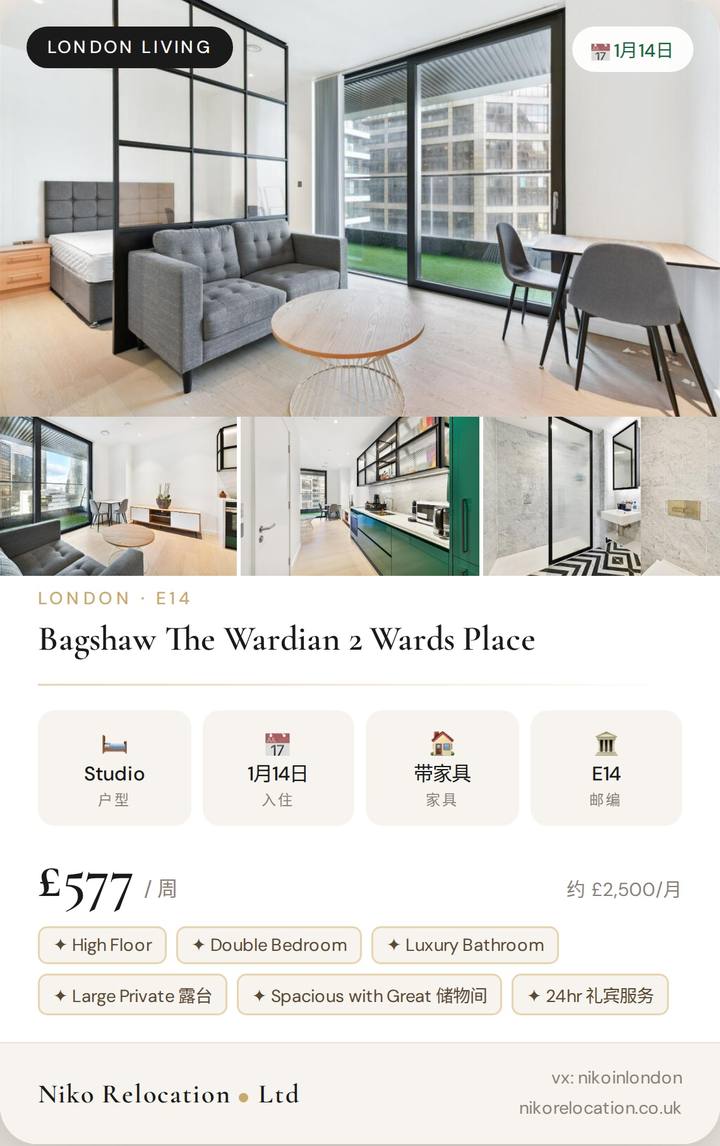 LONDON LIVING
📅 1月14日
LONDON · E14
Bagshaw The Wardian 2 Wards Place
Studio
户型
1月14日
入住
带家具
家具
E14
邮编
£577 / 周
约 £2,500/月
✦ High Floor
✦ Double Bedroom
✦ Luxury Bathroom
✦ Large Private 露台
✦ Spacious with Great 储物间
✦ 24hr 礼宾服务
Niko Relocation • Ltd
vx: nikoinlondon
nikorelocation.co.uk